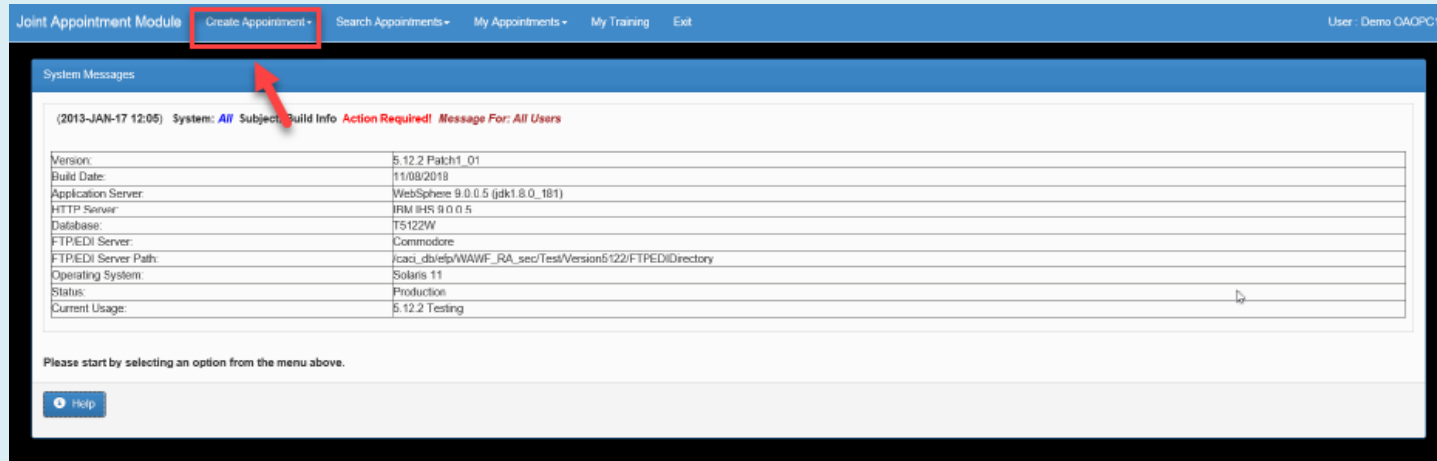 Joint Appointment Module Create Appointment Search Appointments My Appointments My Training Exit User : Demo OAOPC1
System Messages
(2013-JAN-17 12:05) System: All Subject: Build Info Action Required! Message For: All Users
Version: 5.12.2 Patch1_01
Build Date: 11/08/2018
Application Server: WebSphere 9.0.0.5 (jdk1.8.0_181)
HTTP Server: IBM IHS 9.0.0.5
Database: T5122W
FTP/EDI Server: Commodore
FTP/EDI Server Path: /caci_db/efp/WAWF_RA_sec/Test/Version5122/FTPEDIDirectory
Operating System: Solaris 11
Status: Production
Current Usage: 5.12.2 Testing
Please start by selecting an option from the menu above.
Help